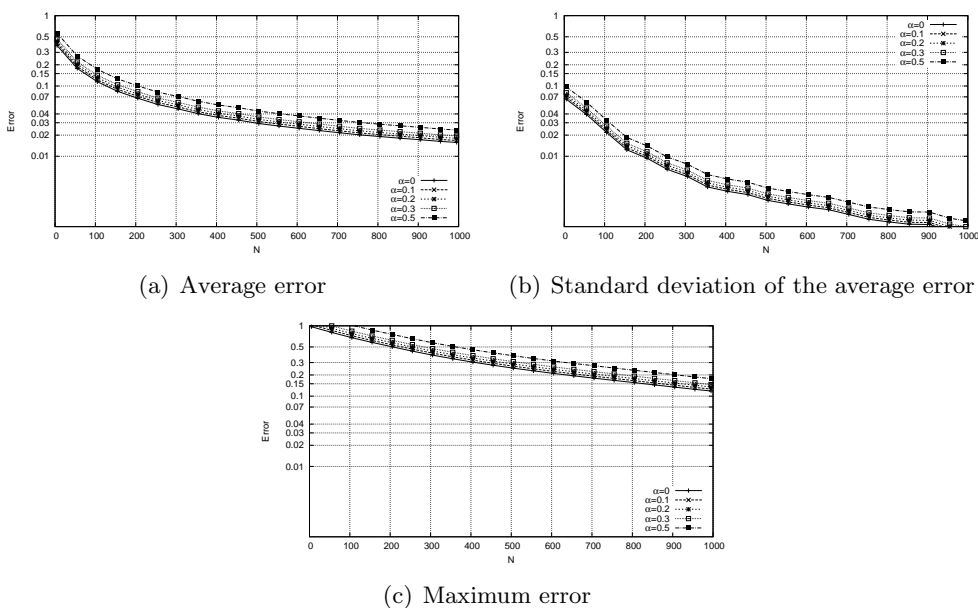 1
0.5
0.3
0.2
0.15
0.1
0.07
0.04
0.03
0.02
0.01
Error
0 100 200 300 400 500 600 700 800 900 1000
N
α=0
α=0.1
α=0.2
α=0.3
α=0.5
(a) Average error
1
0.5
0.3
0.2
0.15
0.1
0.07
0.04
0.03
0.02
0.01
Error
0 100 200 300 400 500 600 700 800 900 1000
N
α=0
α=0.1
α=0.2
α=0.3
α=0.5
(b) Standard deviation of the average error
1
0.5
0.3
0.2
0.15
0.1
0.07
0.04
0.03
0.02
0.01
Error
0 100 200 300 400 500 600 700 800 900 1000
N
α=0
α=0.1
α=0.2
α=0.3
α=0.5
(c) Maximum error